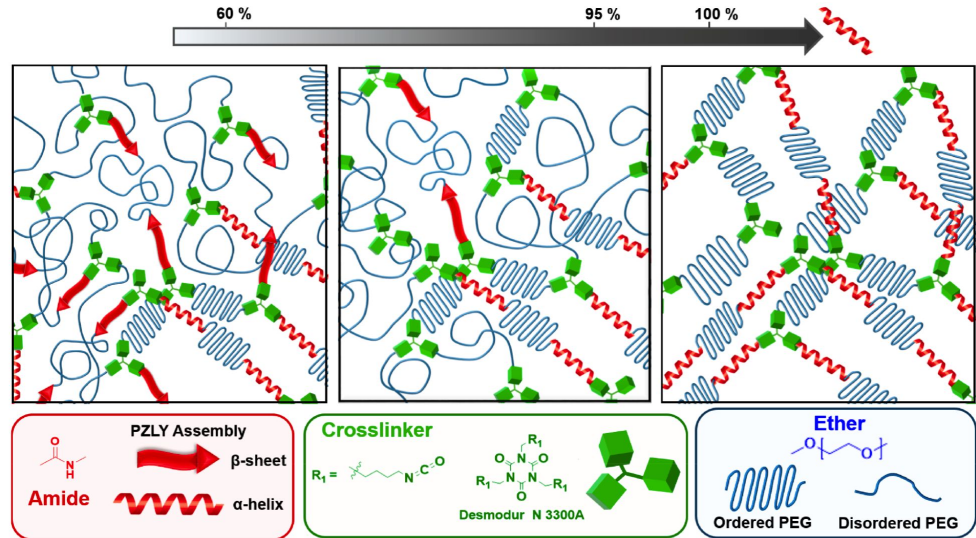 60 %
95 %
100 %
PZLY Assembly
O
N
H
Amide
β-sheet
α-helix
Crosslinker
R₁ =
N=C=O
R₁
O
N
N
O
O
N
R₁
R₁
Desmodur N 3300A
Ether
O
O
Ordered PEG
Disordered PEG